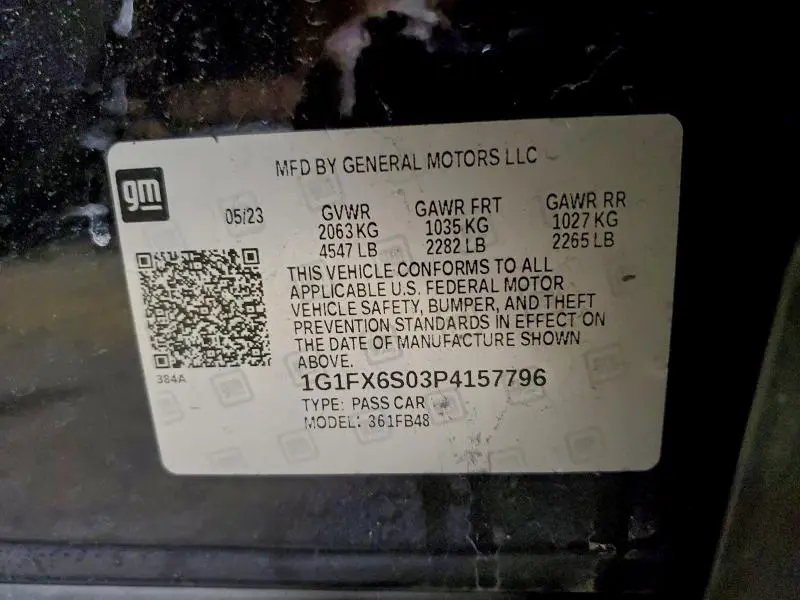 MFD BY GENERAL MOTORS LLC
gm
05/23 GVWR GAWR FRT GAWR RR
2063 KG 1035 KG 1027 KG
4547 LB 2282 LB 2265 LB
THIS VEHICLE CONFORMS TO ALL
APPLICABLE U.S. FEDERAL MOTOR
VEHICLE SAFETY, BUMPER, AND THEFT
PREVENTION STANDARDS IN EFFECT ON
THE DATE OF MANUFACTURE SHOWN
ABOVE.
384A
1G1FX6S03P4157796
TYPE: PASS CAR
MODEL: 361FB48